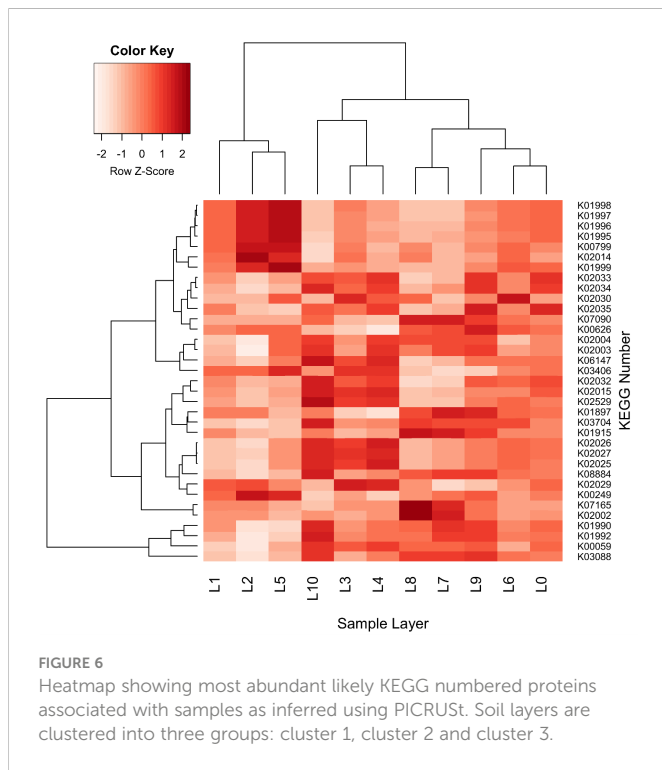 Color Key
-2 -1 0 1 2
Row Z-Score
K01998
K01997
K01996
K01995
K00799
K02014
K01999
K02033
K02034
K02030
K02035
K07090
K00626
K02004
K02003
K06147
K03406
K02032
K02015
K02529
K01897
K03704
K01915
K02026
K02027
K02025
K08884
K02029
K00249
K07165
K02002
K01990
K01992
K00059
K03088
KEGG Number
L1 L2 L5 L10 L3 L4 L8 L7 L9 L6 L0
Sample Layer
FIGURE 6
Heatmap showing most abundant likely KEGG numbered proteins
associated with samples as inferred using PICRUSt. Soil layers are
clustered into three groups: cluster 1, cluster 2 and cluster 3.